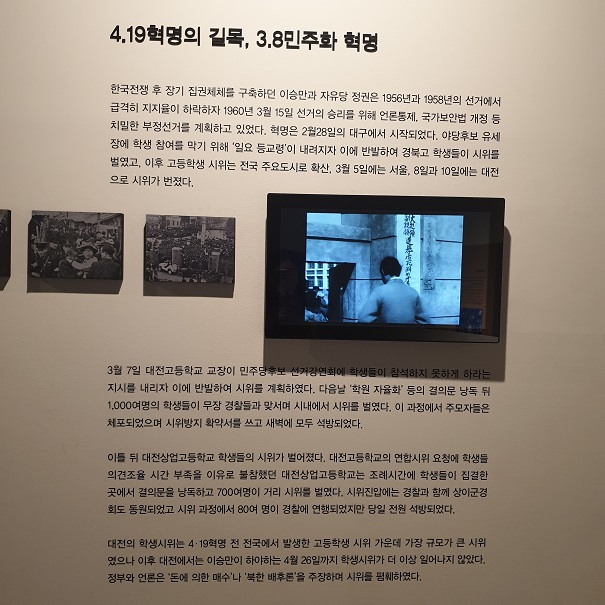 4.19혁명의 길목, 3.8민주화 혁명
한국전쟁 후 장기 집권체체를 구축하던 이승만과 자유당 정권은 1956년과 1958년의 선거에서
급격히 지지율이 하락하자 1960년 3월 15일 선거의 승리를 위해 언론통제, 국가보안법 개정 등
치밀한 부정선거를 계획하고 있었다. 혁명은 2월28일의 대구에서 시작되었다. 야당후보 유세
장에 학생 참여를 막기 위해 '일요 등교령'이 내려지자 이에 반발하여 경북고 학생들이 시위를
벌였고, 이후 고등학생 시위는 전국 주요도시로 확산, 3월 5일에는 서울, 8일과 10일에는 대전
으로 시위가 번졌다.
3월 7일 대전고등학교 교장이 민주당후보 선거강연회에 학생들이 참석하지 못하게 하라는
지시를 내리자 이에 반발하여 시위를 계획하였다. 다음날 '학원 자율화' 등의 결의문 낭독 뒤
1,000여명의 학생들이 무장 경찰들과 맞서며 시내에서 시위를 벌였다. 이 과정에서 주모자들은
체포되었으며 시위방지 확약서를 쓰고 새벽에 모두 석방되었다.
이틀 뒤 대전상업고등학교 학생들의 시위가 벌어졌다. 대전고등학교의 연합시위 요청에 학생들
의견조율 시간 부족을 이유로 불참했던 대전상업고등학교는 조례시간에 학생들이 집결한
곳에서 결의문을 낭독하고 700여명이 거리 시위를 벌였다. 시위진압에는 경찰과 함께 상이군경
회도 동원되었고 시위 과정에서 80여 명이 경찰에 연행되었지만 당일 전원 석방되었다.
대전의 학생시위는 4·19혁명 전 전국에서 발생한 고등학생 시위 가운데 가장 규모가 큰 시위
였으나 이후 대전에서는 이승만이 하야하는 4월 26일까지 학생시위가 더 이상 일어나지 않았다.
정부와 언론은 '돈에 의한 매수'나 '북한 배후론'을 주장하며 시위를 폄훼하였다.